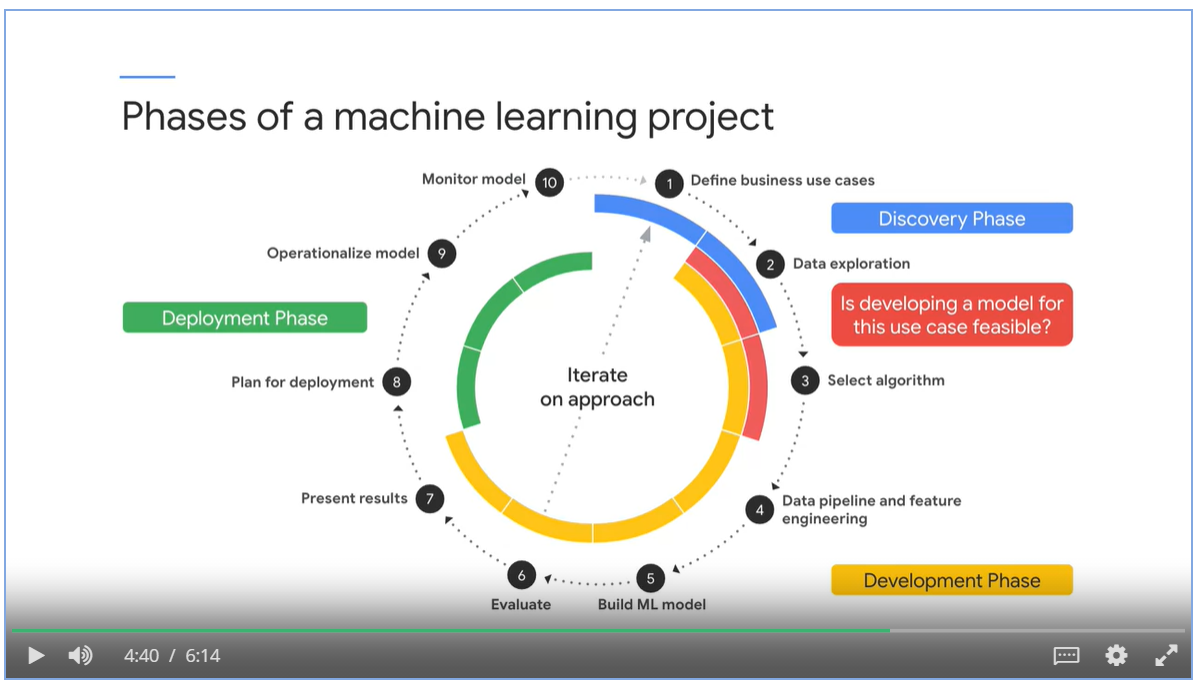 Phases of a machine learning project
Monitor model
10
1
Define business use cases
Discovery Phase
Operationalize model
9
2
Data exploration
Is developing a model for
this use case feasible?
Deployment Phase
Iterate
on approach
Plan for deployment
8
3
Select algorithm
Present results
7
4
Data pipeline and feature
engineering
6
5
Development Phase
Evaluate
Build ML model
4:40 / 6:14